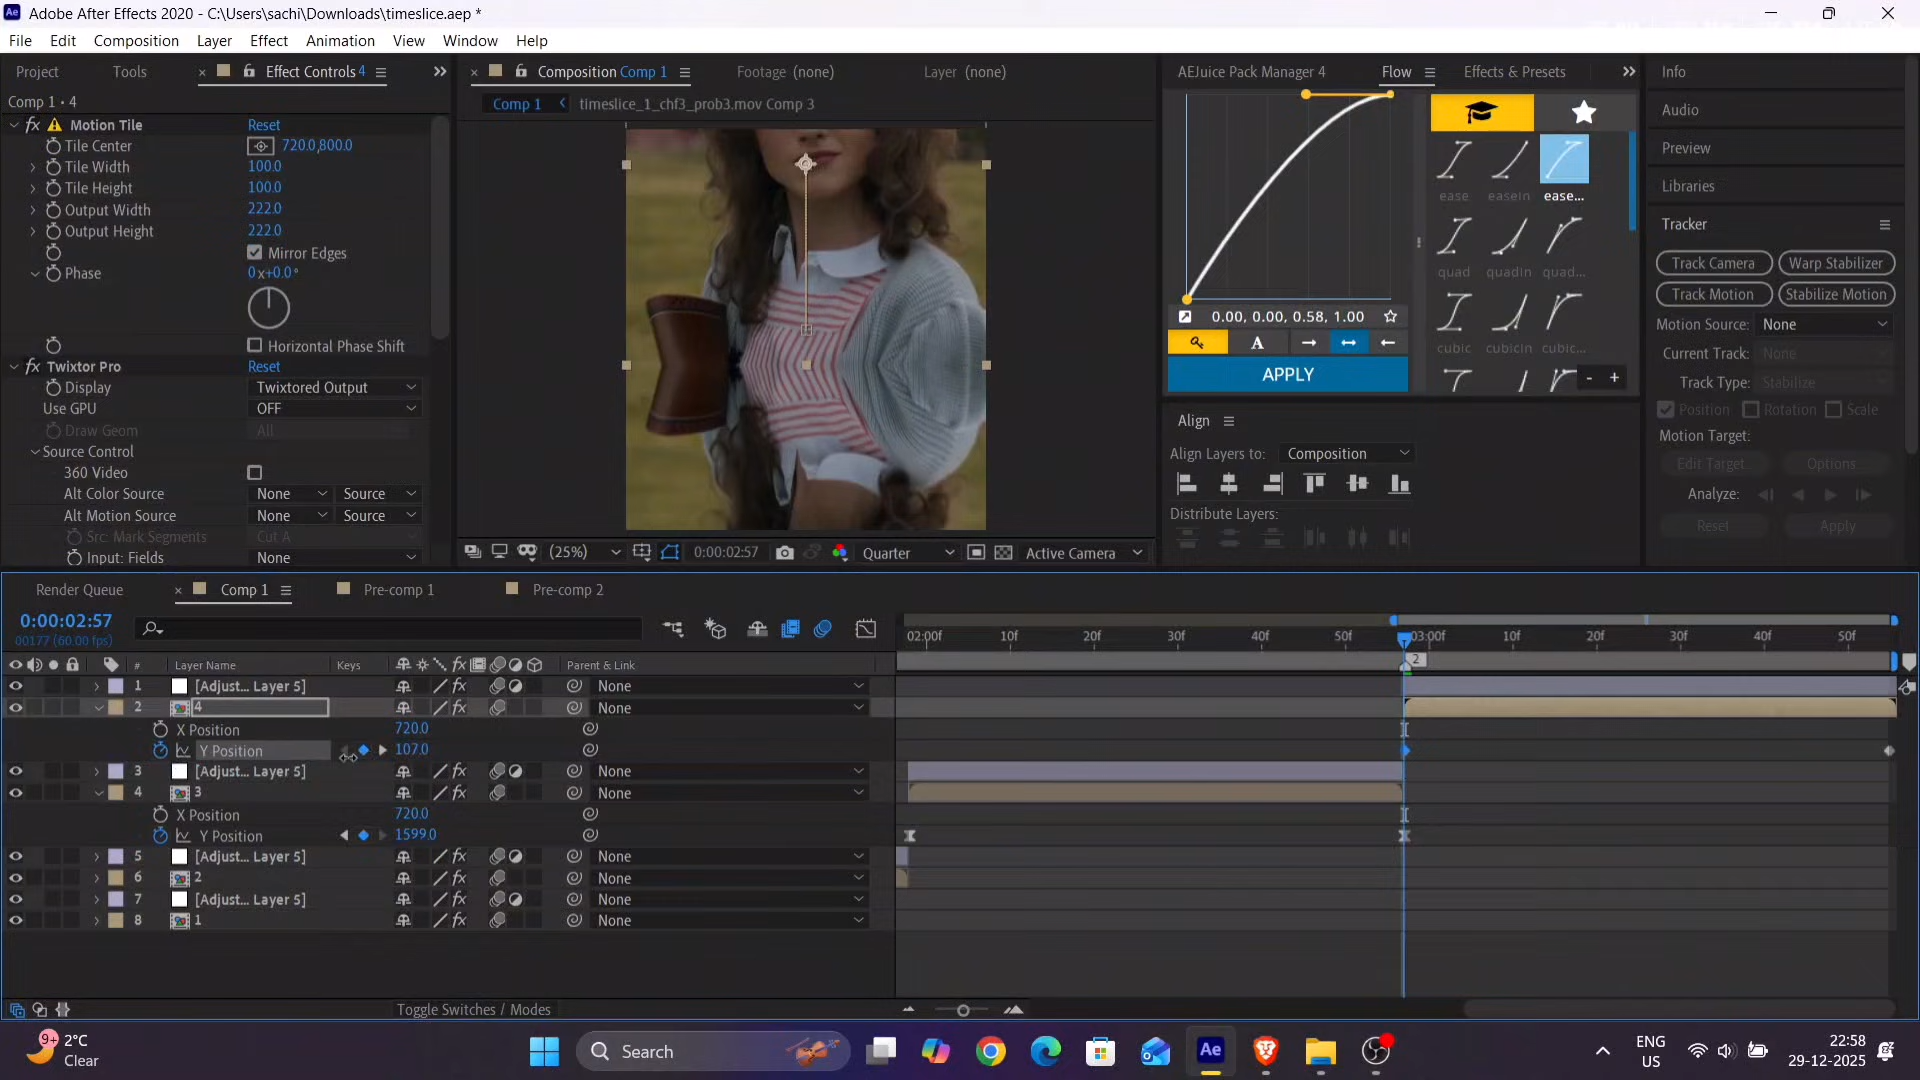 Adobe After Effects 2020 - C:\Users\sachi\Downloads\timeslice.aep *
File Edit Composition Layer Effect Animation View Window Help
Project Tools Effect Controls 4
Comp 1 • 4
fx Motion Tile Reset
Tile Center 720.0,800.0
Tile Width 100.0
Tile Height 100.0
Output Width 222.0
Output Height 222.0
Mirror Edges
Phase 0x+0.0°
Horizontal Phase Shift
fx Twixtor Pro Reset
Display Twixtored Output
Use GPU OFF
Draw Geom All
Source Control
360 Video
Alt Color Source None Source
Alt Motion Source None Source
Src: Mark Segments Cut A
Input: Fields None
Composition Comp 1 Footage (none) Layer (none)
Comp 1 timeslice_1_chf3_prob3.mov Comp 3
(25%) 0:00:02:57 Quarter Active Camera
AEJuice Pack Manager 4 Flow Effects & Presets
ease easein ease...
quad quadIn quad...
cubic cubicIn cubic...
0.00, 0.00, 0.58, 1.00
A
APPLY
- +
Align
Align Layers to: Composition
Distribute Layers:
Info
Audio
Preview
Libraries
Tracker
Track Camera Warp Stabilizer
Track Motion Stabilize Motion
Motion Source: None
Current Track: None
Track Type: Stabilize
Position Rotation Scale
Motion Target:
Edit Target... Options...
Analyze:
Reset Apply
Render Queue Comp 1 Pre-comp 1 Pre-comp 2
0:00:02:57
00177 (60.00 fps)
02:00f 10f 20f 30f 40f 50f 03:00f 10f 20f 30f 40f 50f
2
# Layer Name Keys fx Parent & Link
1 [Adjust... Layer 5] fx None
2 4 fx None
X Position 720.0
Y Position 107.0
3 [Adjust... Layer 5] fx None
4 3 fx None
X Position 720.0
Y Position 1599.0
5 [Adjust... Layer 5] fx None
6 2 fx None
7 [Adjust... Layer 5] fx None
8 1 fx None
Toggle Switches / Modes
9+ 2°C
Clear
Search
Ae
ENG
US
22:58
29-12-2025